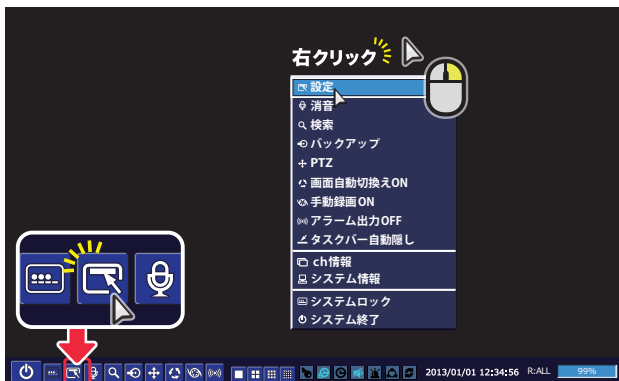 右クリック
設定
消音
検索
バックアップ
PTZ
画面自動切換えON
手動録画ON
アラーム出力OFF
タスクバー自動隠し
ch情報
システム情報
システムロック
システム終了
2013/01/01 12:34:56 R:ALL 99%